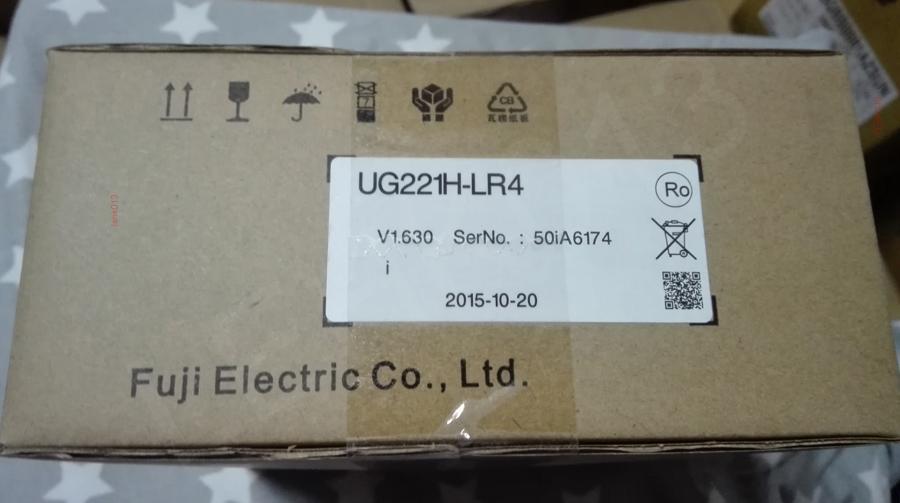 7
CB
瓦楞纸板
UG221H-LR4
Ro
V1.630 SerNo. : 50iA6174
i
2015-10-20
Fuji Electric Co., Ltd.